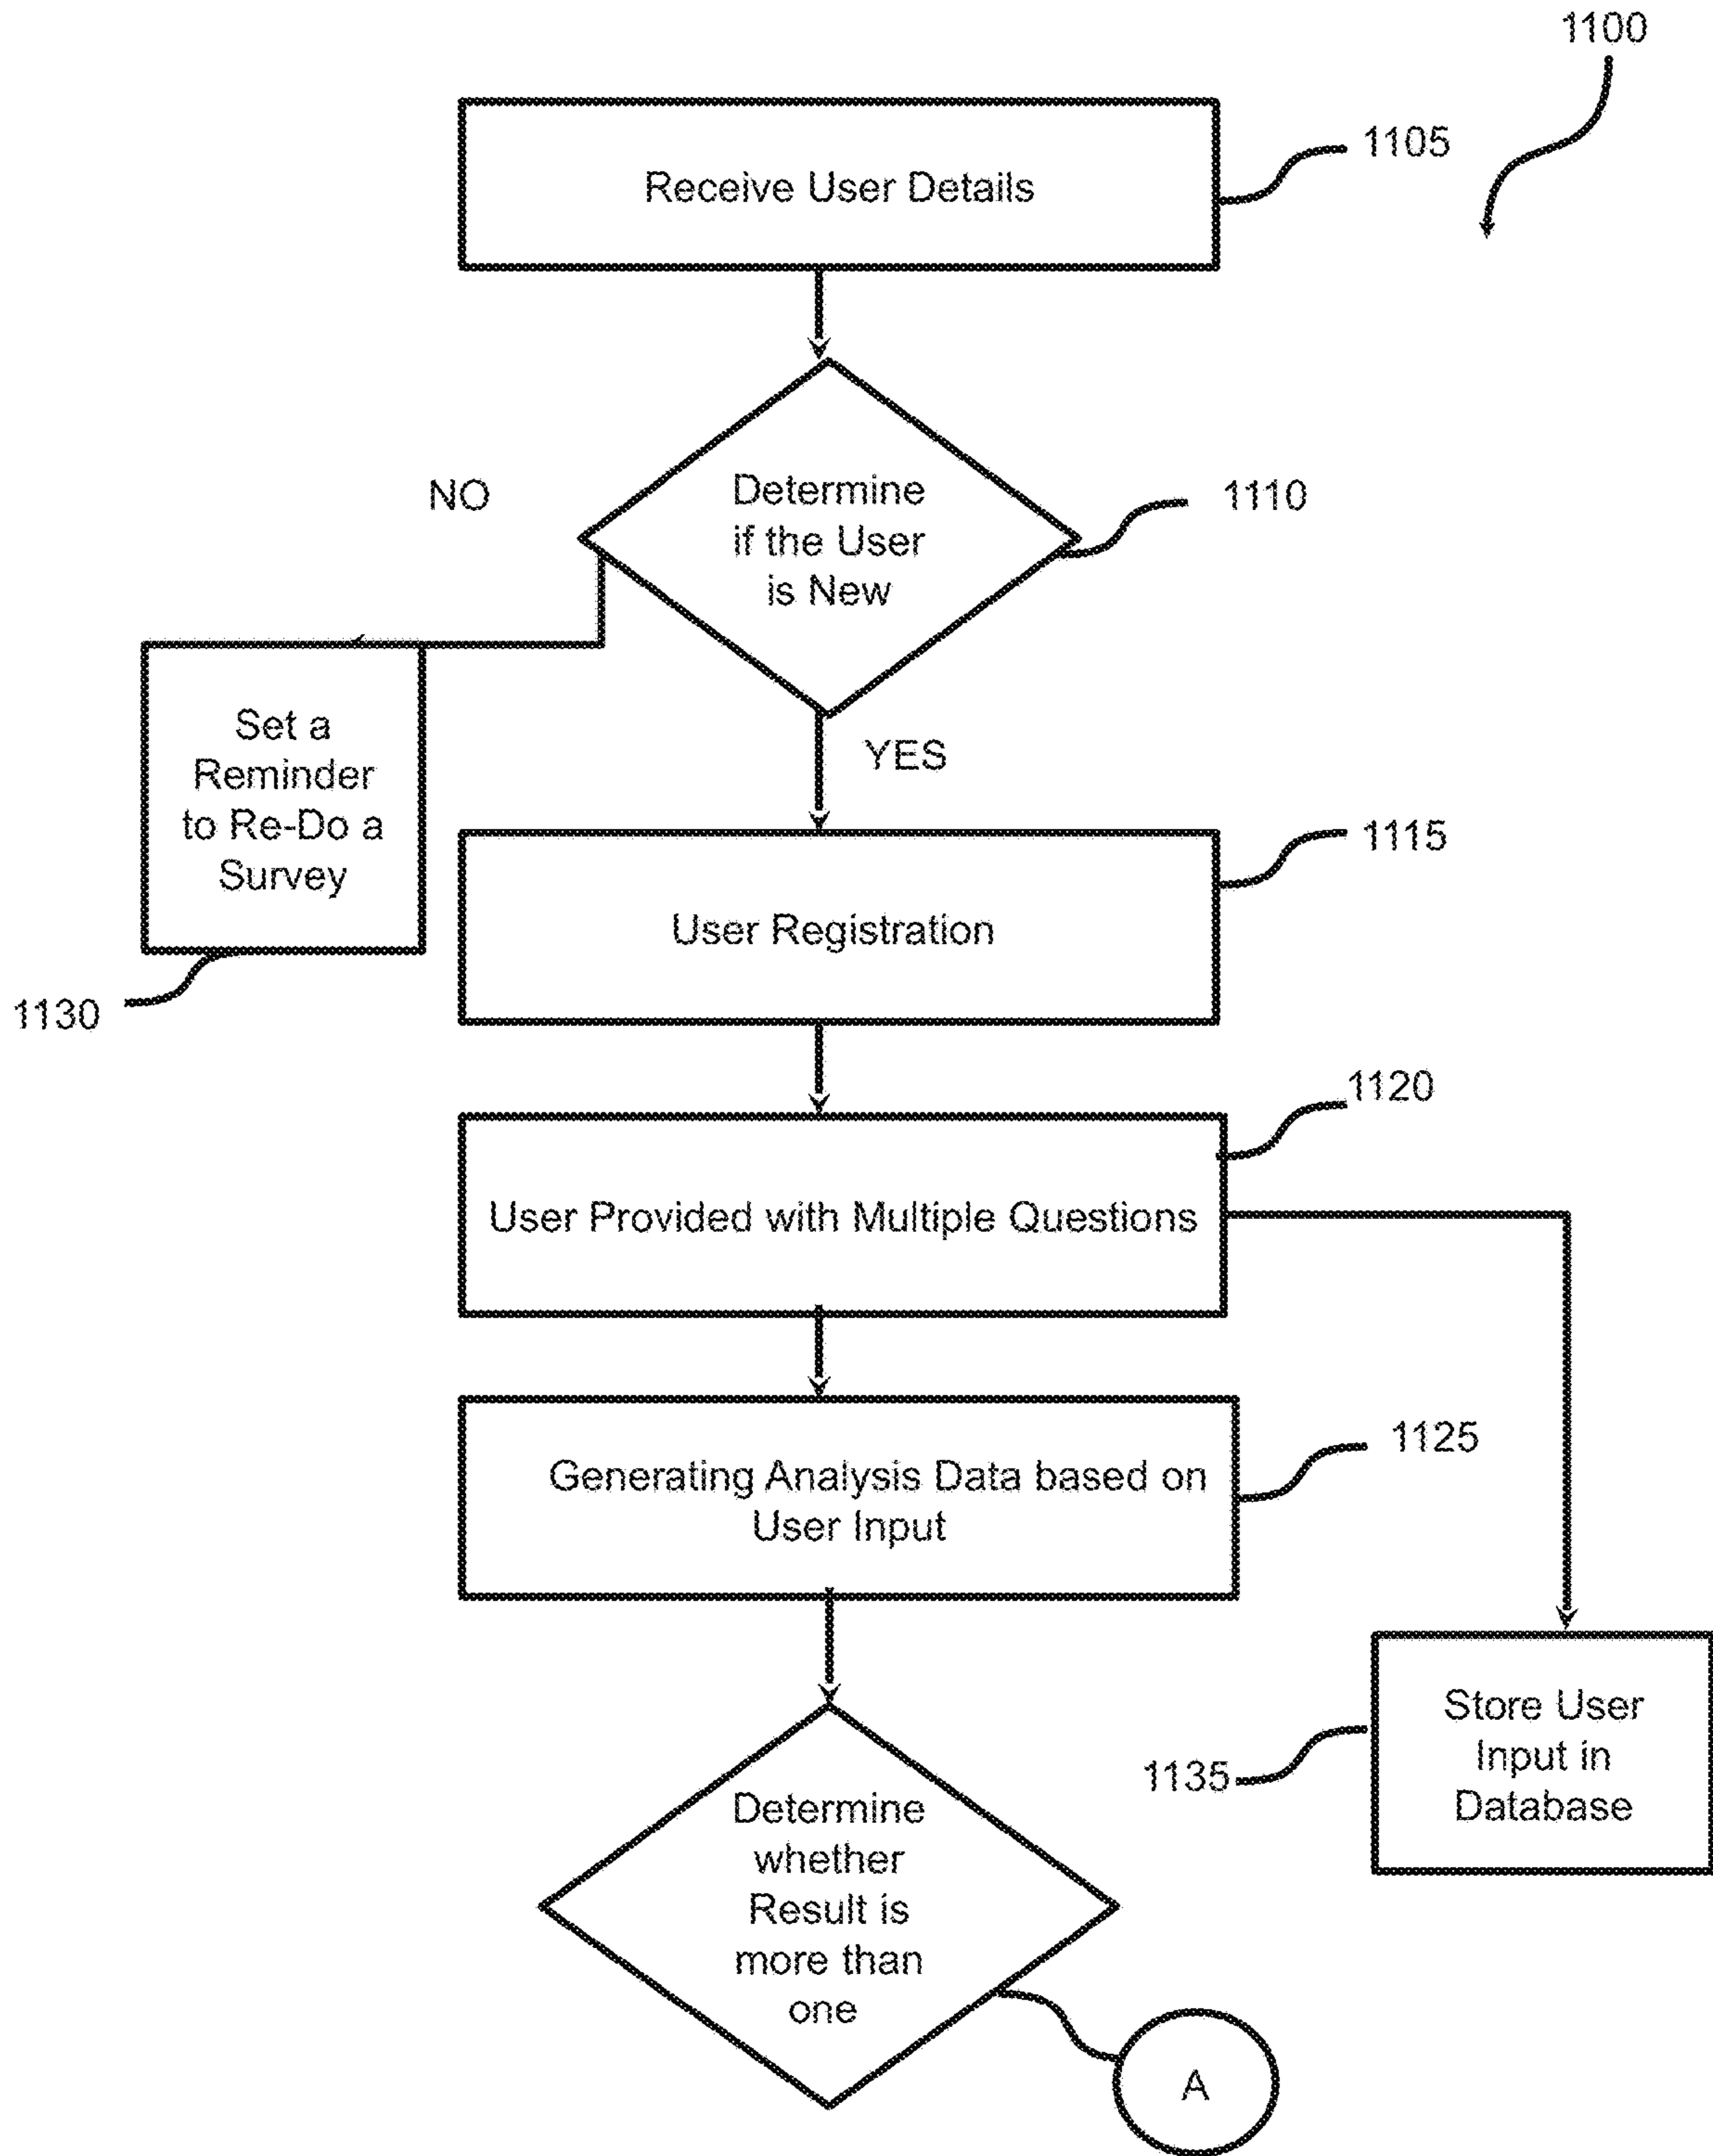 1100
Receive User Details
1105
NO
Determine
if the User
is New
1110
YES
Set a
Reminder
to Re-Do a
Survey
1130
User Registration
1115
1120
User Provided with Multiple Questions
Generating Analysis Data based on
User Input
1125
Store User
Input in
Database
1135
Determine
whether
Result is
more than
one
A